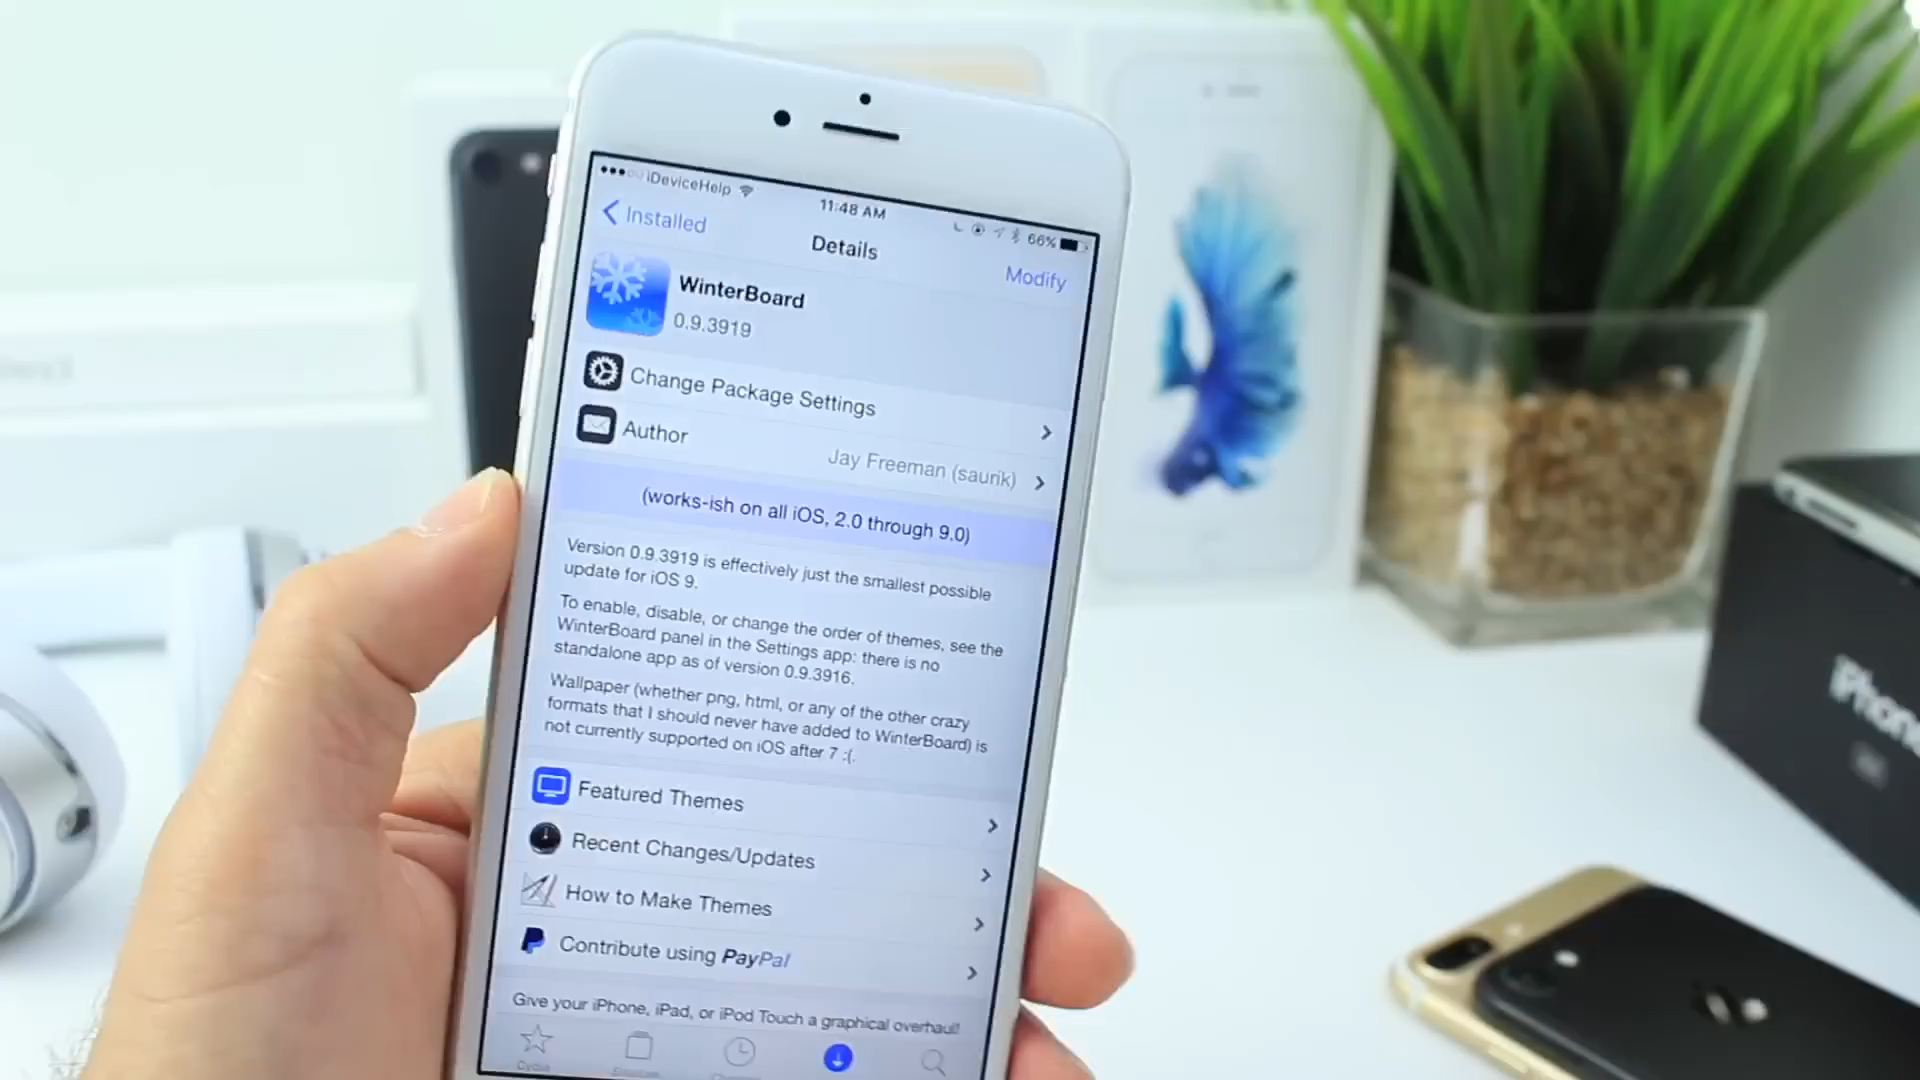 iDeviceHelp
11:48 AM
66%
Installed
Details
Modify
WinterBoard
0.9.3919
Change Package Settings
Author
Jay Freeman (saurik)
(works-ish on all iOS, 2.0 through 9.0)
Version 0.9.3919 is effectively just the smallest possible
update for iOS 9.
To enable, disable, or change the order of themes, see the
WinterBoard panel in the Settings app: there is no
standalone app as of version 0.9.3916.
Wallpaper (whether png, html, or any of the other crazy
formats that I should never have added to WinterBoard) is
not currently supported on iOS after 7 :(.
Featured Themes
Recent Changes/Updates
How to Make Themes
Contribute using PayPal
Give your iPhone, iPad, or iPod Touch a graphical overhaul!
Cydia
iPhone